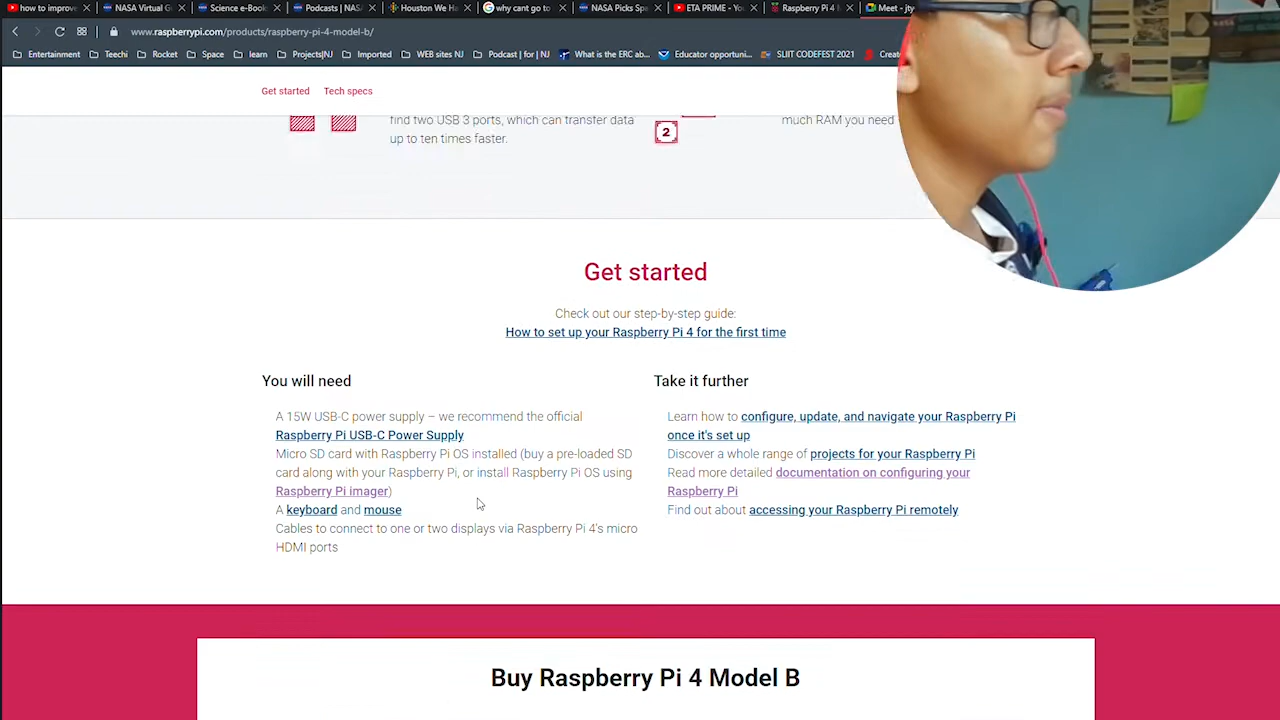 how to improve
NASA Virtual G
Science e-Book
Podcasts | NAS
Houston We Ha
why cant go to
NASA Picks Sp
ETA PRIME - Yo
Raspberry Pi 4
Meet - jty
www.raspberrypi.com/products/raspberry-pi-4-model-b/
Entertainment
Teechi
Rocket
Space
learn
Projects|NJ
Imported
WEB sites NJ
Podcast | for | NJ
What is the ERC ab...
Educator opportuni...
SLIIT CODEFEST 2021
Creat
Get started
Tech specs
find two USB 3 ports, which can transfer data
up to ten times faster.
2
much RAM you need
Get started
Check out our step-by-step guide:
How to set up your Raspberry Pi 4 for the first time
You will need
A 15W USB-C power supply – we recommend the official
Raspberry Pi USB-C Power Supply
Micro SD card with Raspberry Pi OS installed (buy a pre-loaded SD
card along with your Raspberry Pi, or install Raspberry Pi OS using
Raspberry Pi imager)
A keyboard and mouse
Cables to connect to one or two displays via Raspberry Pi 4's micro
HDMI ports
Take it further
Learn how to configure, update, and navigate your Raspberry Pi
once it's set up
Discover a whole range of projects for your Raspberry Pi
Read more detailed documentation on configuring your
Raspberry Pi
Find out about accessing your Raspberry Pi remotely
Buy Raspberry Pi 4 Model B